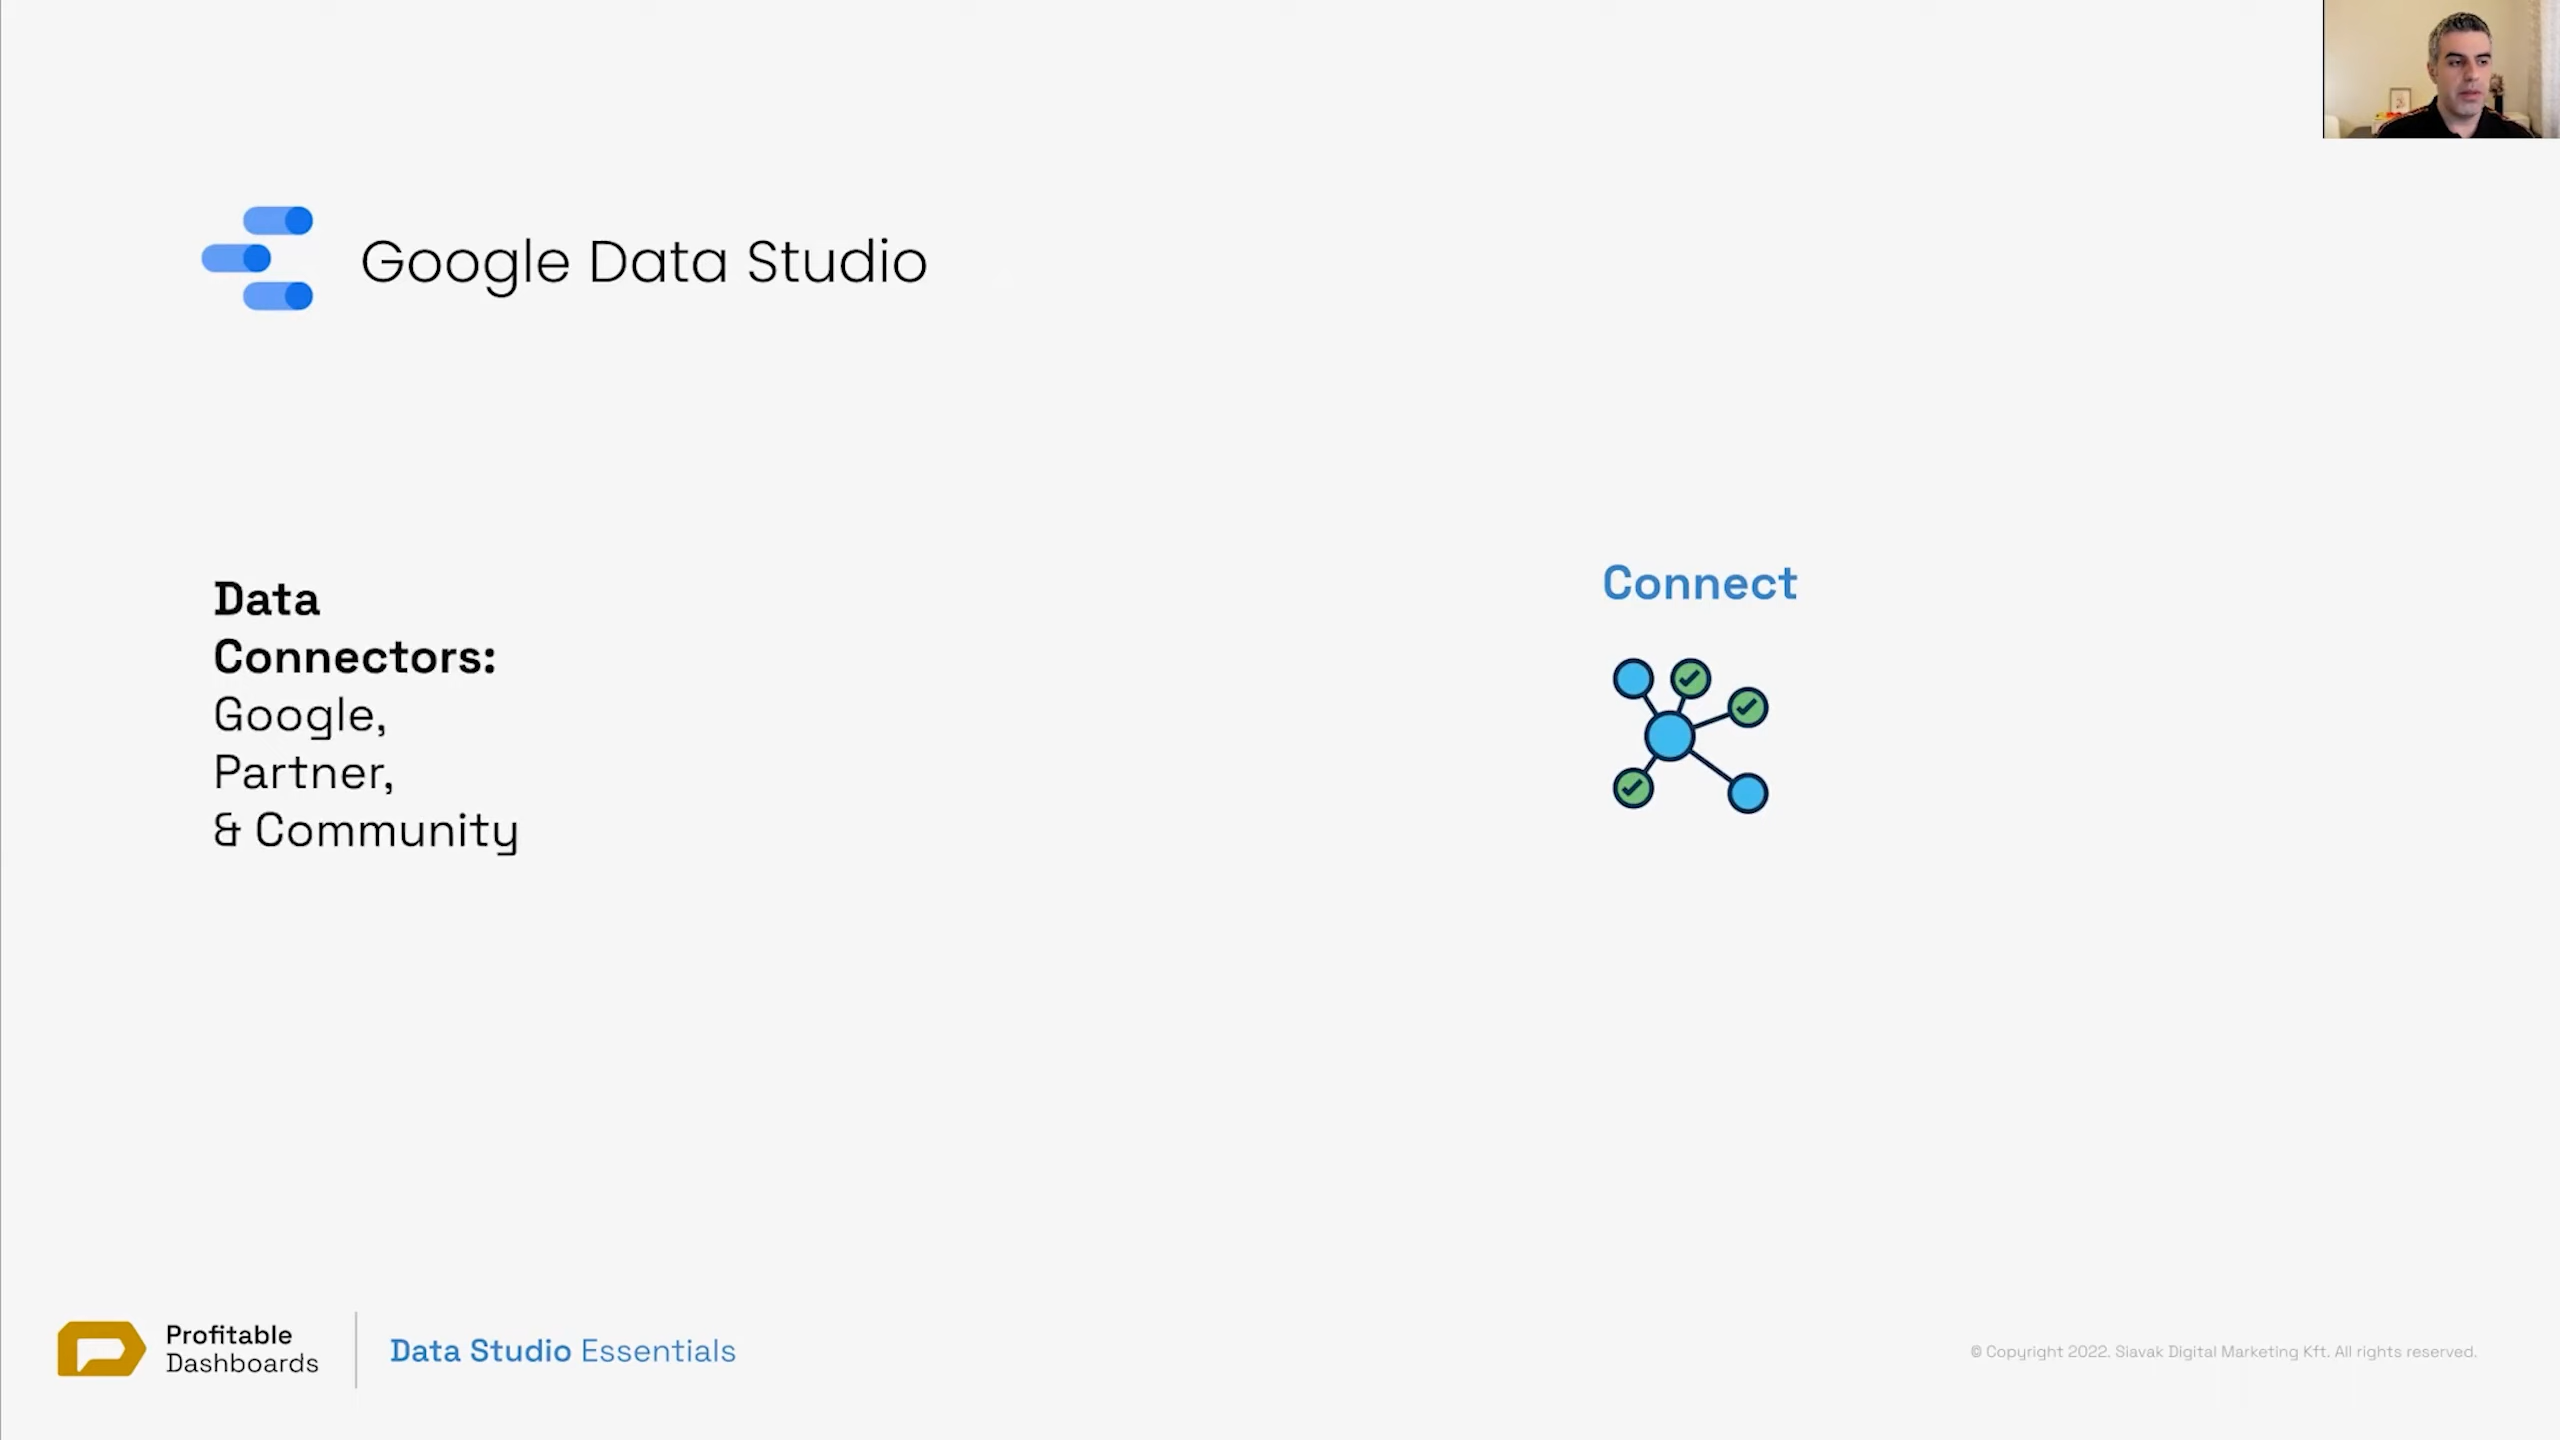 Google Data Studio
Data
Connectors:
Google,
Partner,
& Community
Connect
Profitable
Dashboards
Data Studio Essentials
© Copyright 2022. Siavak Digital Marketing Kft. All rights reserved.